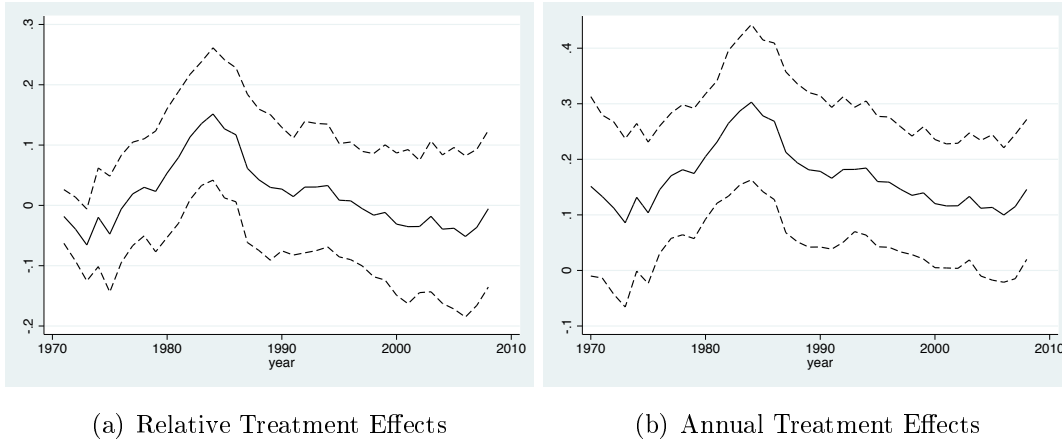 .3
.2
.1
0
-.1
-.2
1970 1980 1990 2000 2010
year
(a) Relative Treatment Effects
.4
.3
.2
.1
0
-.1
1970 1980 1990 2000 2010
year
(b) Annual Treatment Effects